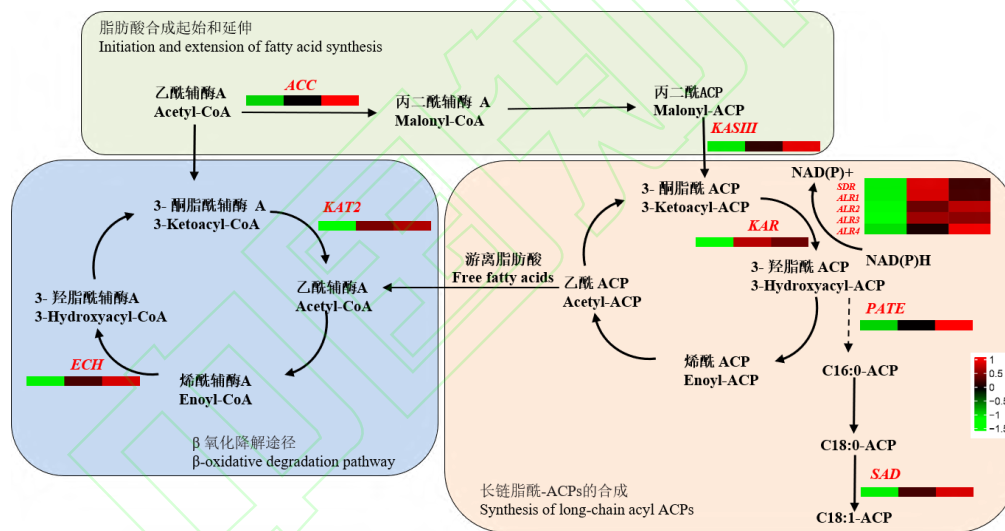 脂肪酸合成起始和延伸
Initiation and extension of fatty acid synthesis
乙酰辅酶A
Acetyl-CoA
ACC
丙二酰辅酶 A
Malonyl-CoA
丙二酰ACP
Malonyl-ACP
KASIII
3- 酮脂酰辅酶 A
3-Ketoacyl-CoA
KAT2
乙酰辅酶A
Acetyl-CoA
3- 羟脂酰辅酶A
3-Hydroxyacyl-CoA
ECH
烯酰辅酶A
Enoyl-CoA
β 氧化降解途径
β-oxidative degradation pathway
游离脂肪酸
Free fatty acids
3- 酮脂酰 ACP
3-Ketoacyl-ACP
KAR
乙酰 ACP
Acetyl-ACP
3- 羟脂酰 ACP
3-Hydroxyacyl-ACP
烯酰 ACP
Enoyl-ACP
NAD(P)+
SDR
ALR1
ALR2
ALR3
ALR4
NAD(P)H
PATE
C16:0-ACP
C18:0-ACP
SAD
C18:1-ACP
长链脂酰-ACPs的合成
Synthesis of long-chain acyl ACPs
1
0.5
0
−0.5
−1
−1.5